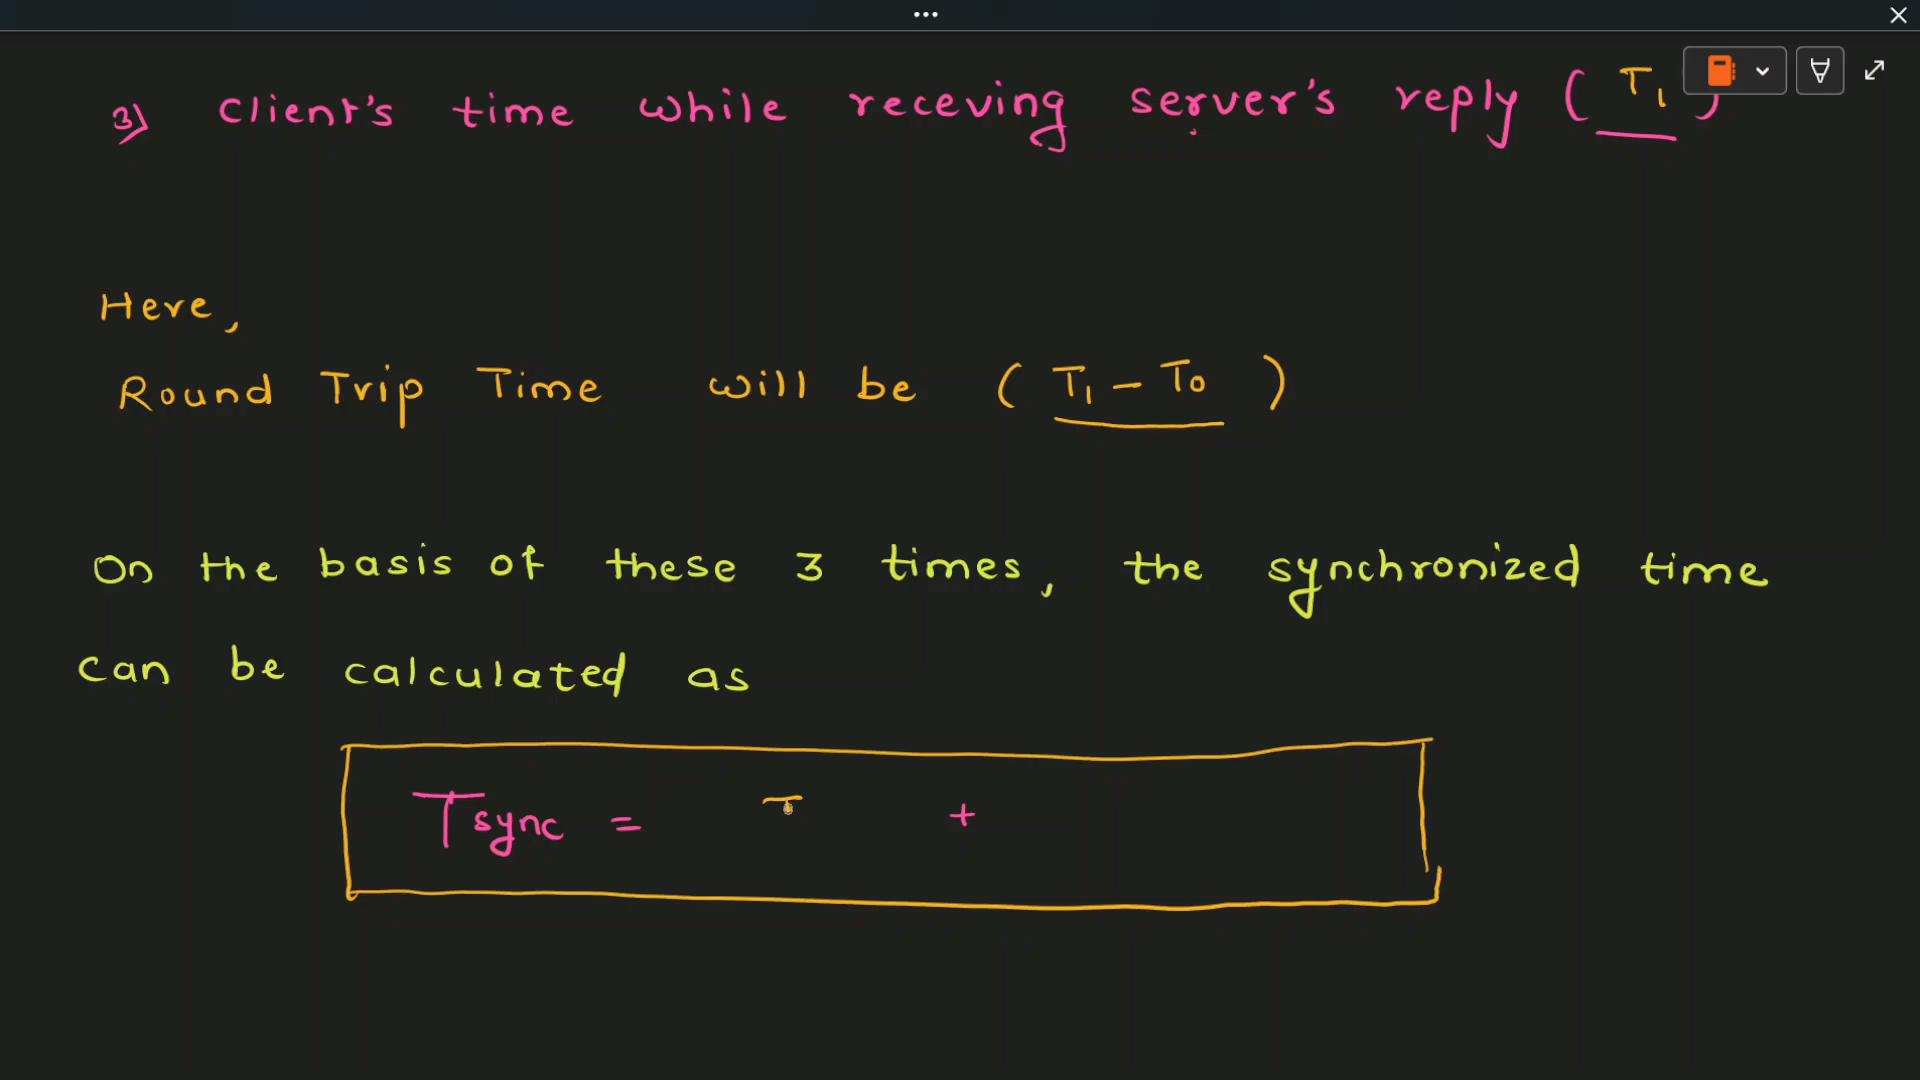 3) Client's time while receving server's reply (T1)
Here,
Round Trip Time will be (T1 - T0)
On the basis of these 3 times, the synchronized time
can be calculated as
Tsync = T +